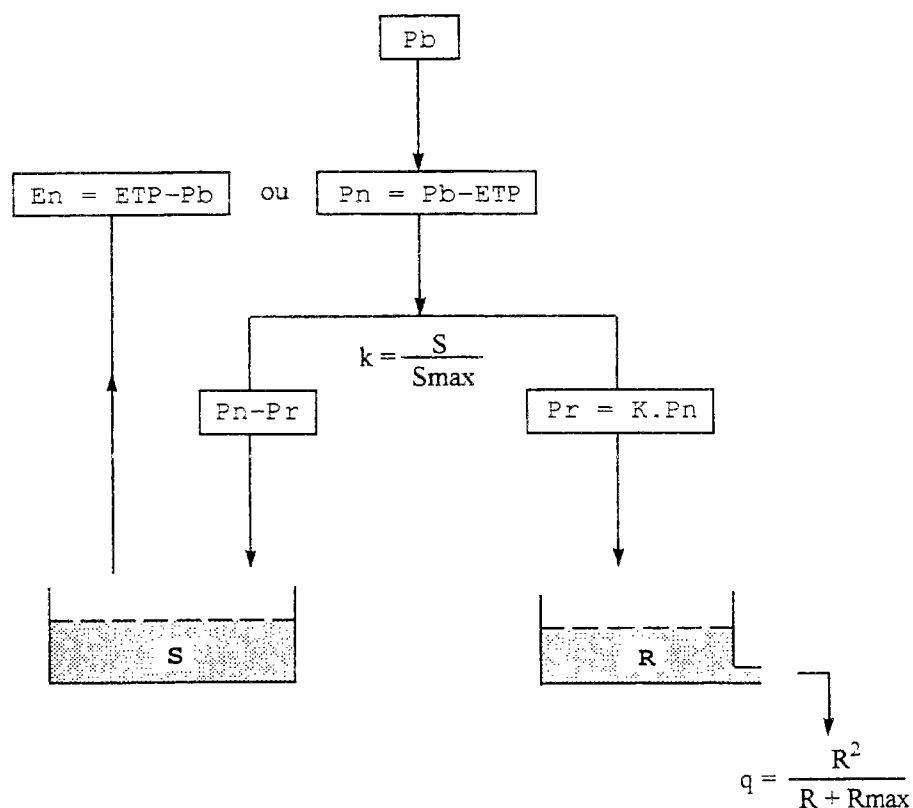 Pb
En = ETP-Pb ou Pn = Pb-ETP
k = S / Smax
Pn-Pr
Pr = K.Pn
S
R
q = R² / R + Rmax